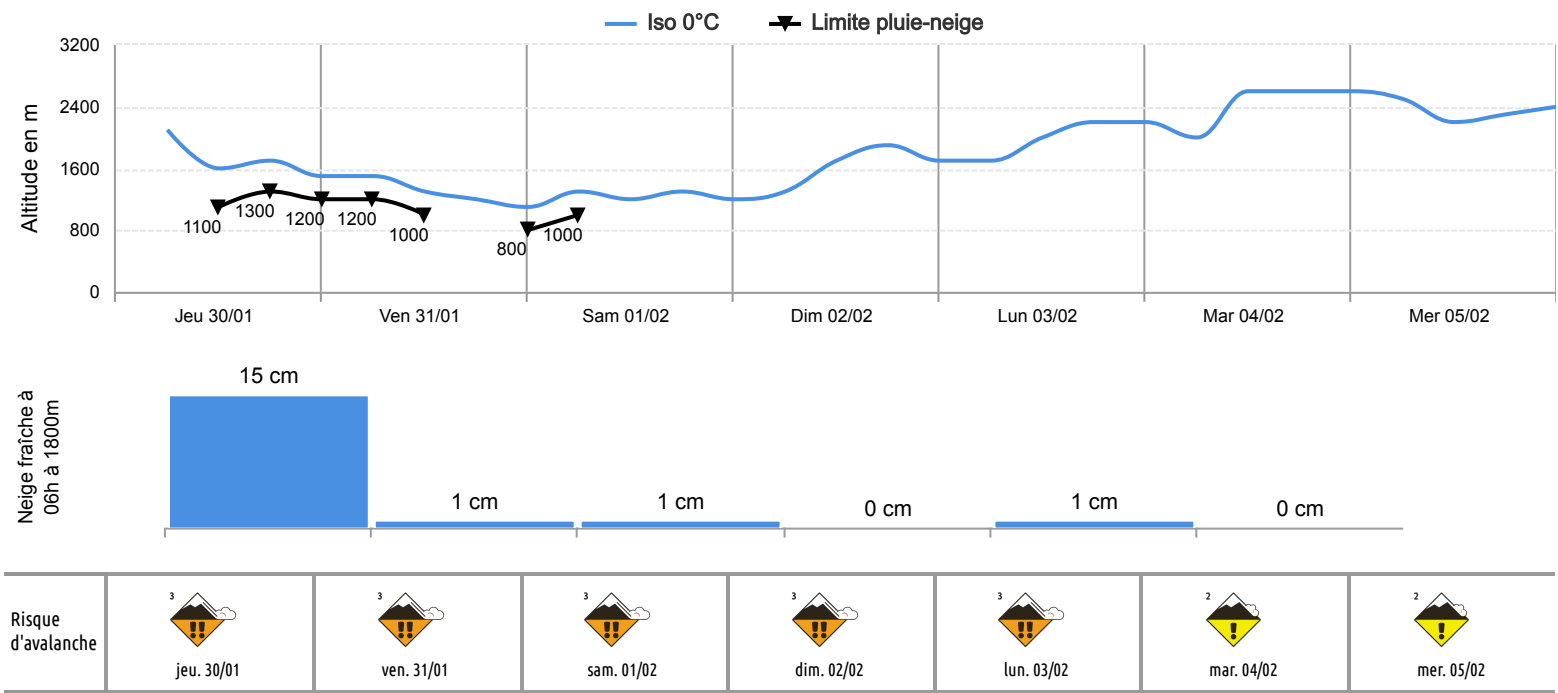 Iso 0°C Limite pluie-neige
Altitude en m
3200
2400
1600
800
0
1100
1300
1200
1200
1000
800
1000
Jeu 30/01 Ven 31/01 Sam 01/02 Dim 02/02 Lun 03/02 Mar 04/02 Mer 05/02
Neige fraîche à
06h à 1800m
15 cm 1 cm 1 cm 0 cm 1 cm 0 cm
Risque
d'avalanche
3 3 3 3 3 2 2
!! !! !! !! !! ! !
jeu. 30/01 ven. 31/01 sam. 01/02 dim. 02/02 lun. 03/02 mar. 04/02 mer. 05/02